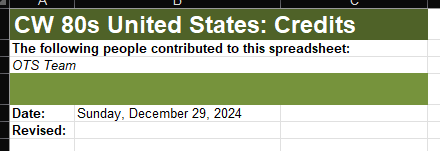 A B C
CW 80s United States: Credits
The following people contributed to this spreadsheet:
OTS Team
Date: Sunday, December 29, 2024
Revised: